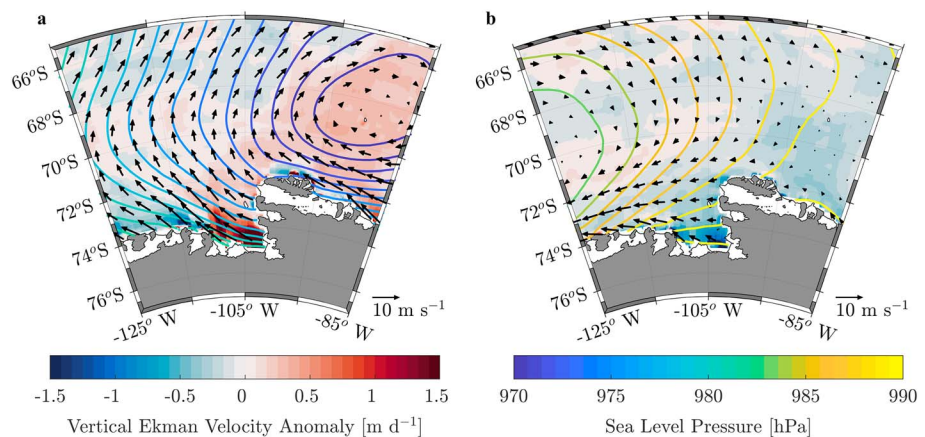 a
b
66°S
68°S
70°S
72°S
74°S
76°S
-125° W
-105° W
-85° W
10 m s⁻¹
66°S
68°S
70°S
72°S
74°S
76°S
-125° W
-105° W
-85° W
10 m s⁻¹
-1.5 -1 -0.5 0 0.5 1 1.5
Vertical Ekman Velocity Anomaly [m d⁻¹]
970 975 980 985 990
Sea Level Pressure [hPa]